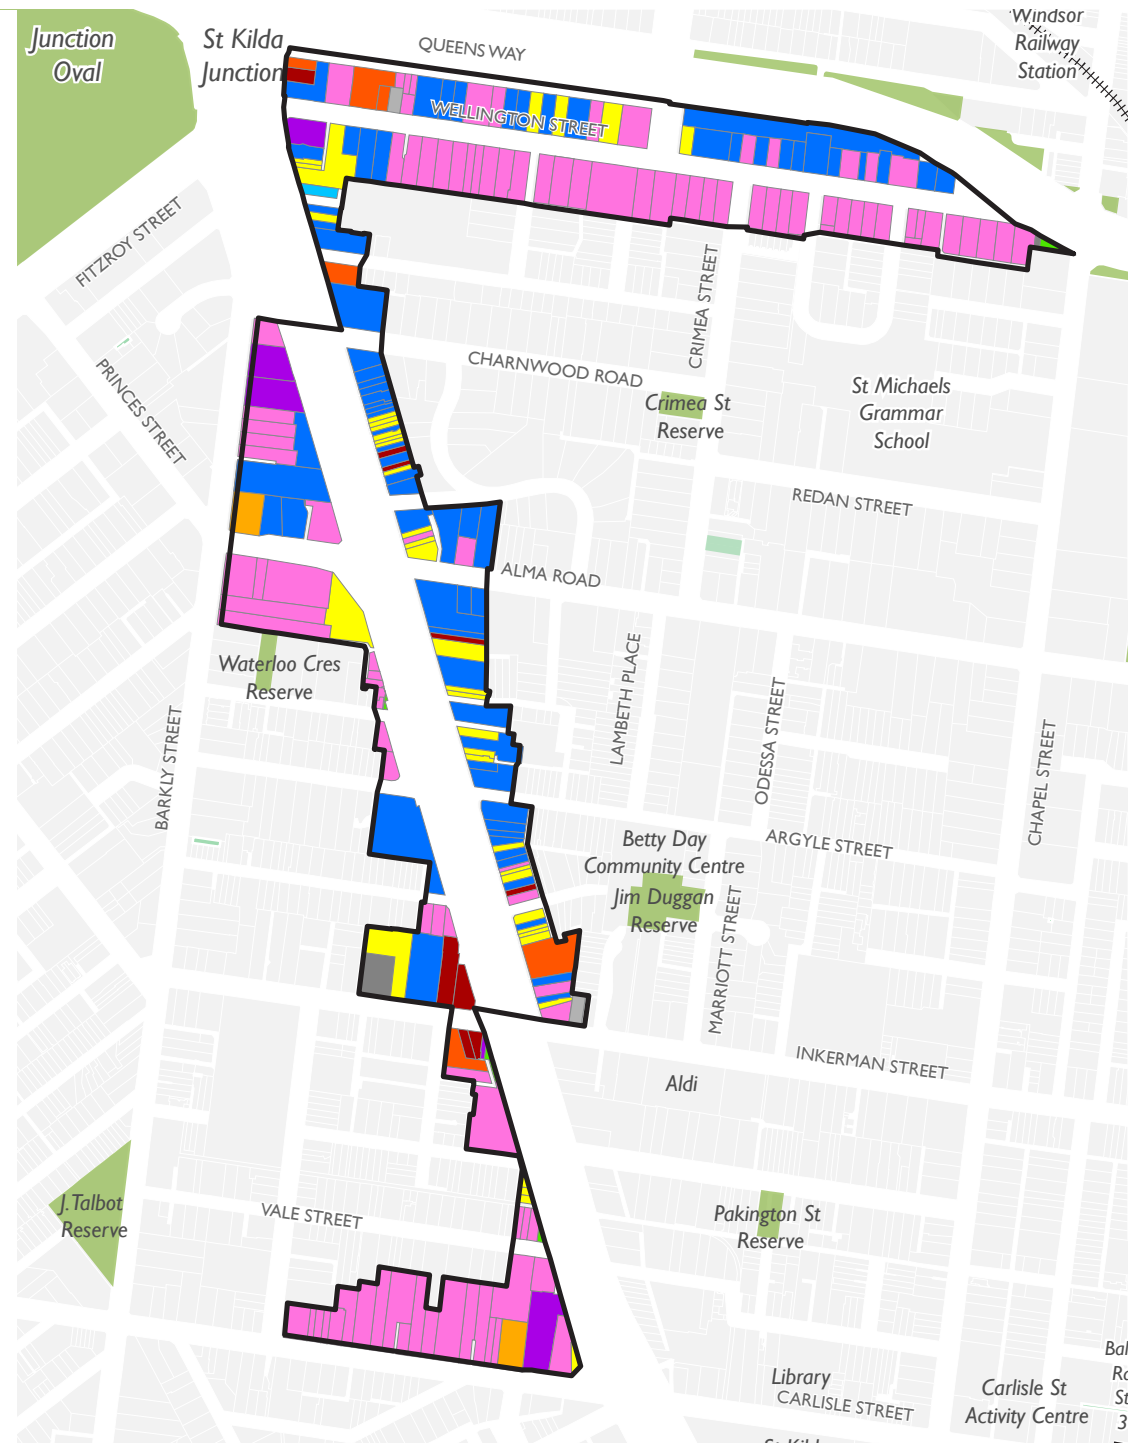 Junction
Oval
St Kilda
Junction
QUEENS WAY
Windsor
Railway
Station
WELLINGTON STREET
FITZROY STREET
CRIMEA STREET
PRINCES STREET
CHARNWOOD ROAD
Crimea St
Reserve
St Michaels
Grammar
School
REDAN STREET
ALMA ROAD
Waterloo Cres
Reserve
LAMBETH PLACE
ODESSA STREET
BARKLY STREET
CHAPEL STREET
Betty Day
Community Centre
ARGYLE STREET
Jim Duggan
Reserve
MARRIOTT STREET
INKERMAN STREET
Aldi
J.Talbot
Reserve
VALE STREET
Pakington St
Reserve
Library
CARLISLE STREET
Carlisle St
Activity Centre